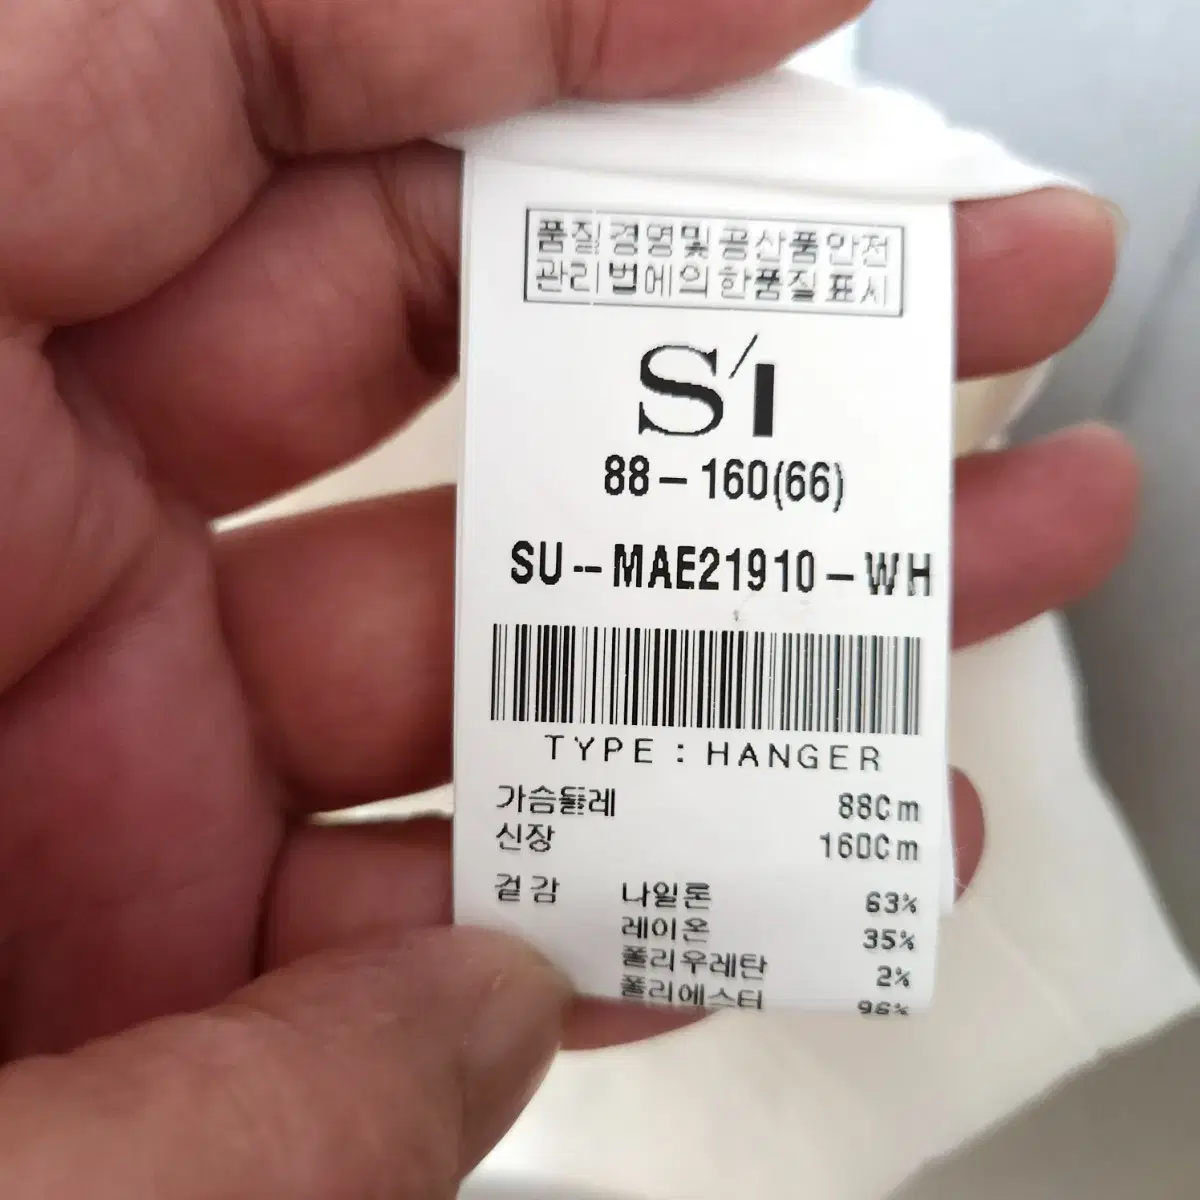 품질경영및공산품안전
관리법에의한품질표시
S/I
88-160(66)
SU--MAE21910-WH
TYPE : HANGER
가슴둘레 88Cm
신장 160Cm
겉감 나일론 63%
레이온 35%
폴리우레탄 2%
폴리에스터 96%